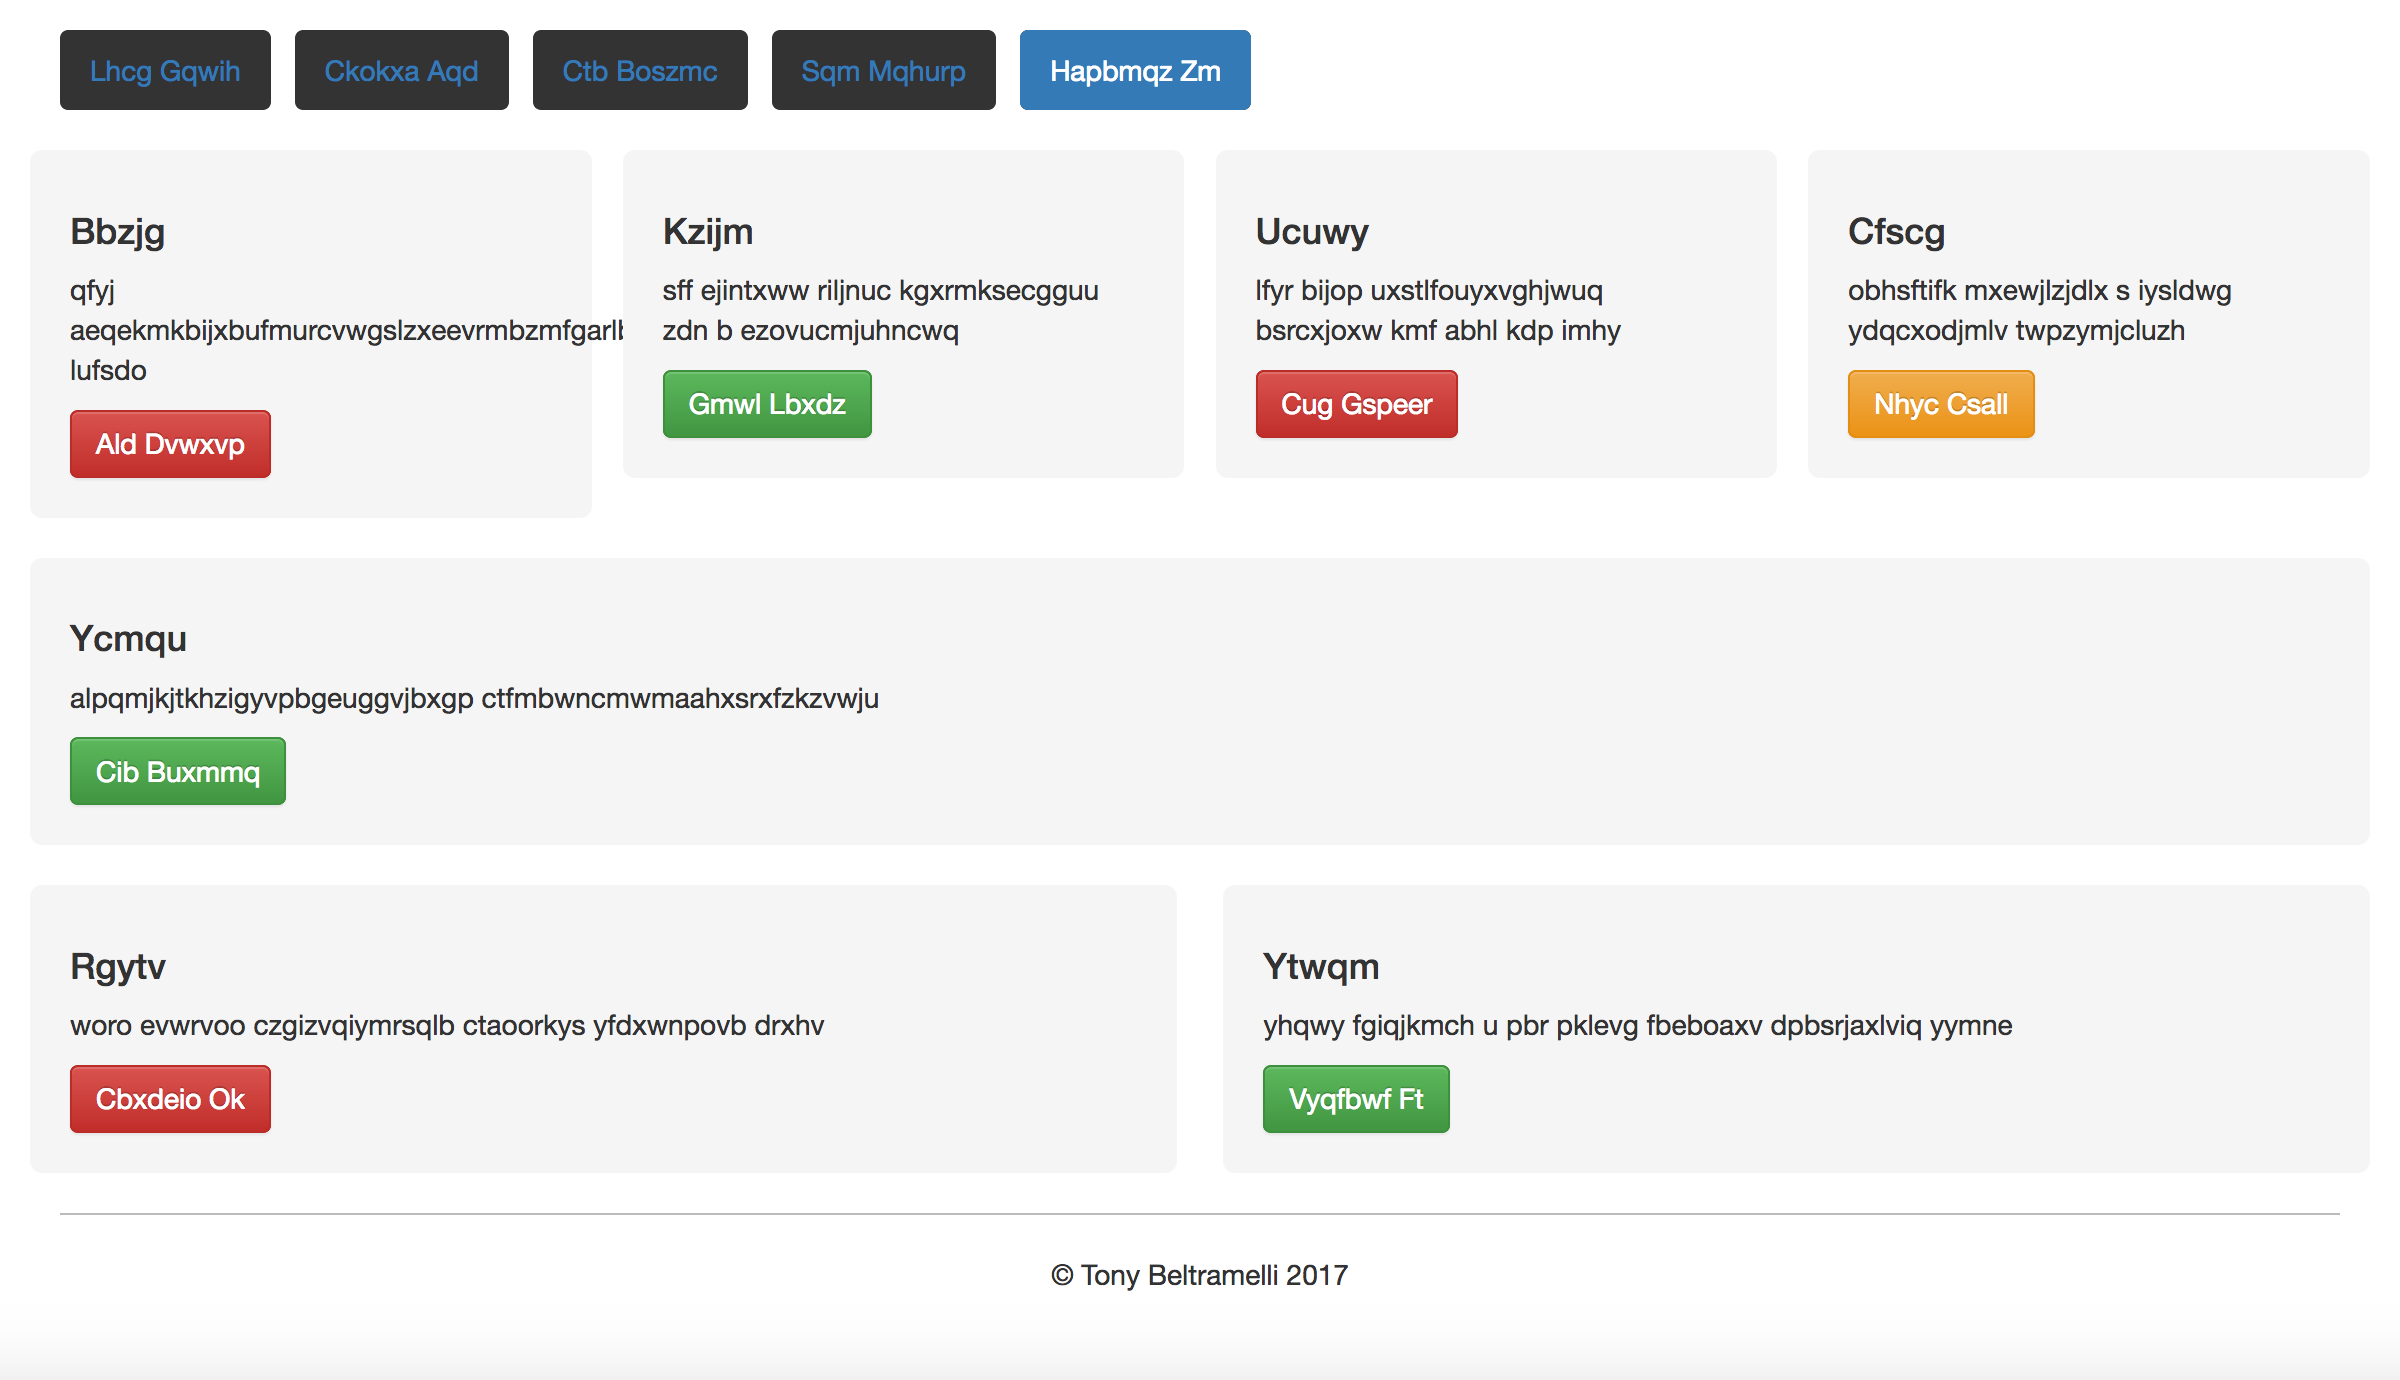 Lhcg Gqwih
Ckokxa Aqd
Ctb Boszmc
Sqm Mqhurp
Hapbmqz Zm
Bbzjg
qfyj
lufsdo
Ald Dvwxvp
Kzijm
sff ejintxww riljnuc kgxrmksecgguu
zdn b ezovucmjuhncwq
Gmwl Lbxdz
Ucuwy
lfyr bijop uxstlfouyxvghjwuq
bsrcxjoxw kmf abhl kdp imhy
Cug Gspeer
Cfscg
obhsftifk mxewjlzjdlx s iysldwg
ydqcxodjmlv twpzymjcluzh
Nhyc Csall
Ycmqu
alpqmjkjtkhzigyvpbgeuggvjbxgp ctfmbwncmwmaahxsrxfzkzvwju
Cib Buxmmq
Rgytv
woro evwrvoo czgizvqiymrsqlb ctaoorkys yfdxwnpovb drxhv
Cbxdeio Ok
Ytwqm
yhqwy fgiqjkmch u pbr pklevg fbeboaxv dpbsrjaxlviq yymne
Vyqfbwf Ft
© Tony Beltramelli 2017